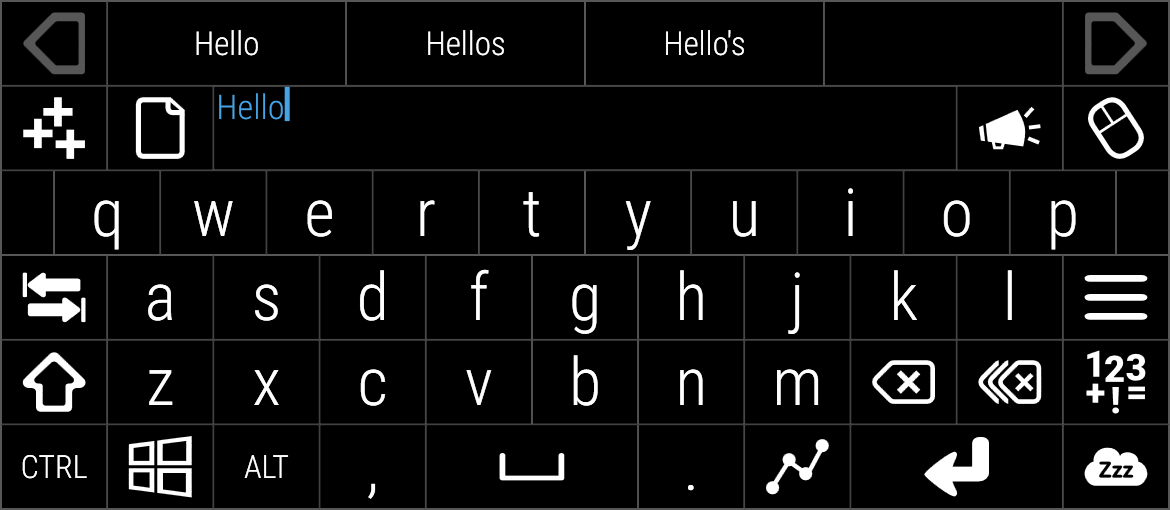 Hello Hellos Hello's
Hello
q w e r t y u i o p
a s d f g h j k l
z x c v b n m 123
+!=
CTRL ALT , . Zzz